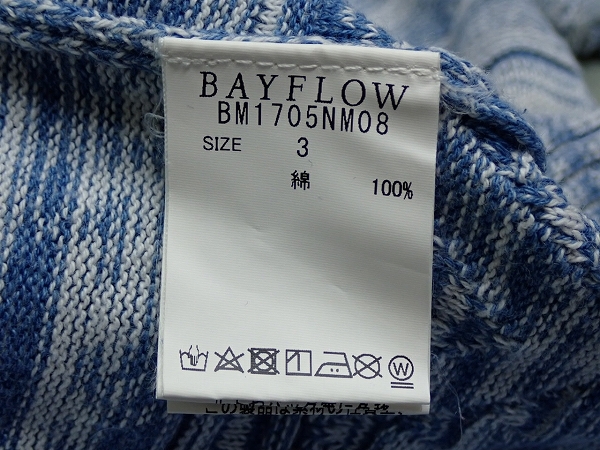 BAYFLOW
BM1705NM08
SIZE 3
綿 100%
W